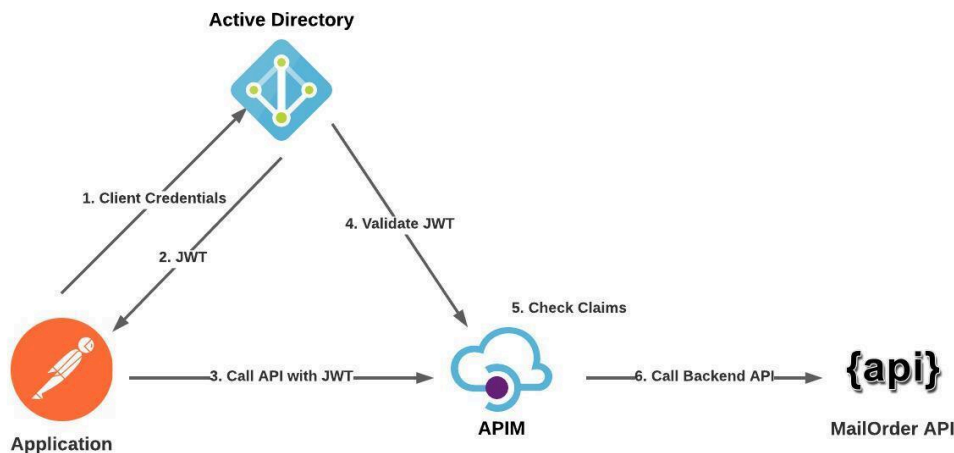 Active Directory
1. Client Credentials
2. JWT
4. Validate JWT
5. Check Claims
3. Call API with JWT
6. Call Backend API
{api}
Application
APIM
MailOrder API